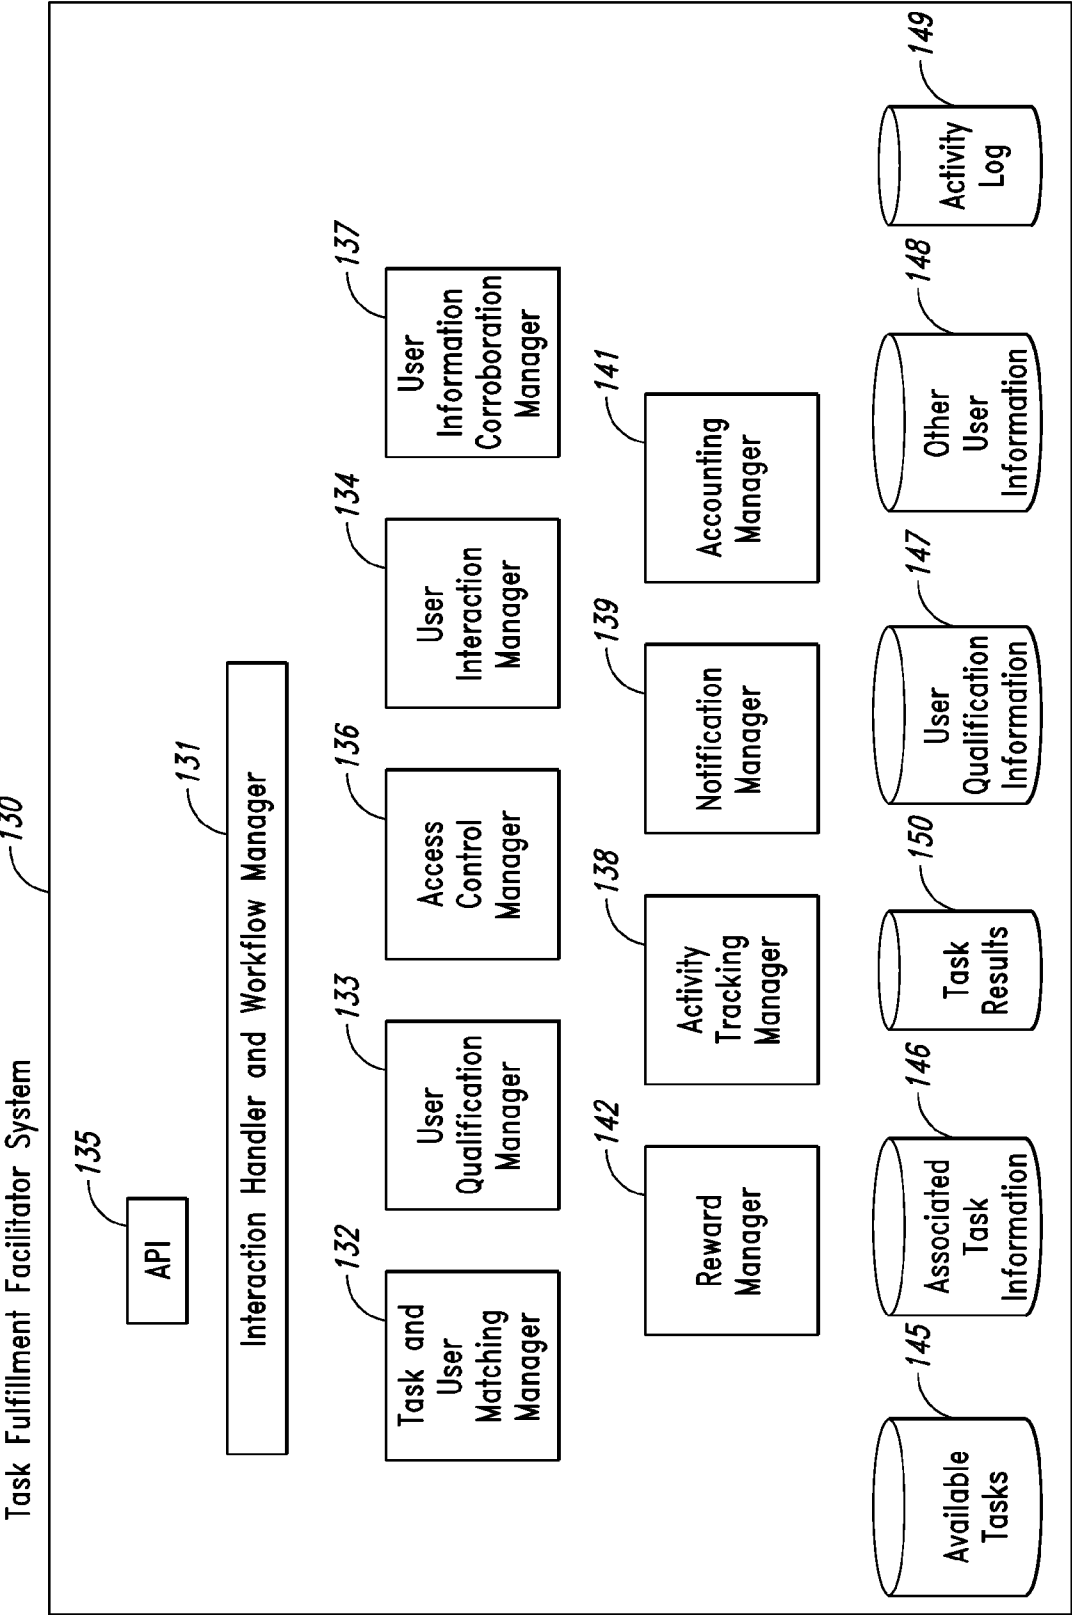 Task Fulfillment Facilitator System
130
135
API
131
Interaction Handler and Workflow Manager
132
Task and
User
Matching
Manager
133
User
Qualification
Manager
136
Access
Control
Manager
134
User
Interaction
Manager
137
User
Information
Corroboration
Manager
142
Reward
Manager
138
Activity
Tracking
Manager
139
Notification
Manager
141
Accounting
Manager
145
Available
Tasks
146
Associated
Task
Information
150
Task
Results
147
User
Qualification
Information
148
Other
User
Information
149
Activity
Log